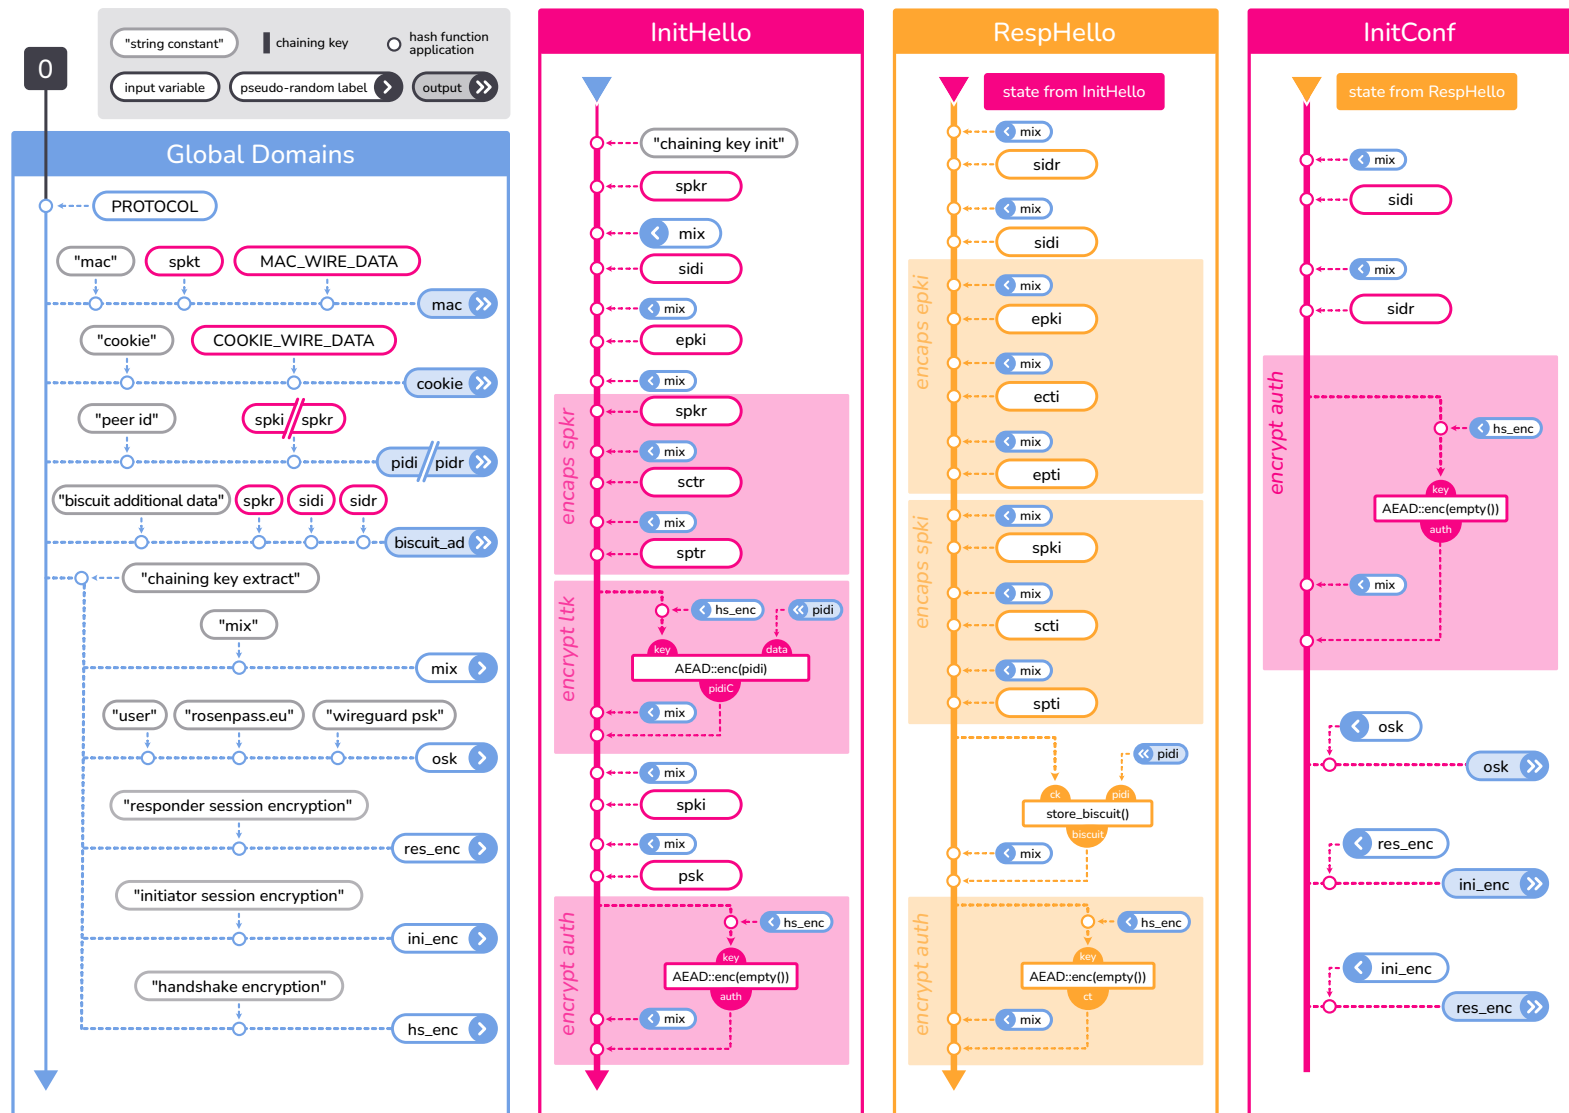 0
"string constant"
chaining key
hash function
application
input variable
pseudo-random label
output
Global Domains
PROTOCOL
"mac"
spkt
MAC_WIRE_DATA
mac
"cookie"
COOKIE_WIRE_DATA
cookie
"peer id"
spki
spkr
pidi
pidr
"biscuit additional data"
spkr
sidi
sidr
biscuit_ad
"chaining key extract"
"mix"
mix
"user"
"rosenpass.eu"
"wireguard psk"
osk
"responder session encryption"
res_enc
"initiator session encryption"
ini_enc
"handshake encryption"
hs_enc
InitHello
"chaining key init"
spkr
mix
sidi
mix
epki
mix
encaps spkr
spkr
mix
sctr
mix
sptr
encrypt ltk
hs_enc
pidi
key
data
AEAD::enc(pidi)
pidiC
mix
mix
spki
mix
psk
encrypt auth
hs_enc
key
AEAD::enc(empty())
auth
mix
RespHello
state from InitHello
mix
sidr
mix
sidi
encaps epki
mix
epki
mix
ecti
mix
epti
encaps spki
mix
spki
mix
scti
mix
spti
pidi
ck
pidi
store_biscuit()
biscuit
mix
encrypt auth
hs_enc
key
AEAD::enc(empty())
ct
mix
InitConf
state from RespHello
mix
sidi
mix
sidr
encrypt auth
hs_enc
key
AEAD::enc(empty())
auth
mix
osk
osk
res_enc
ini_enc
ini_enc
res_enc